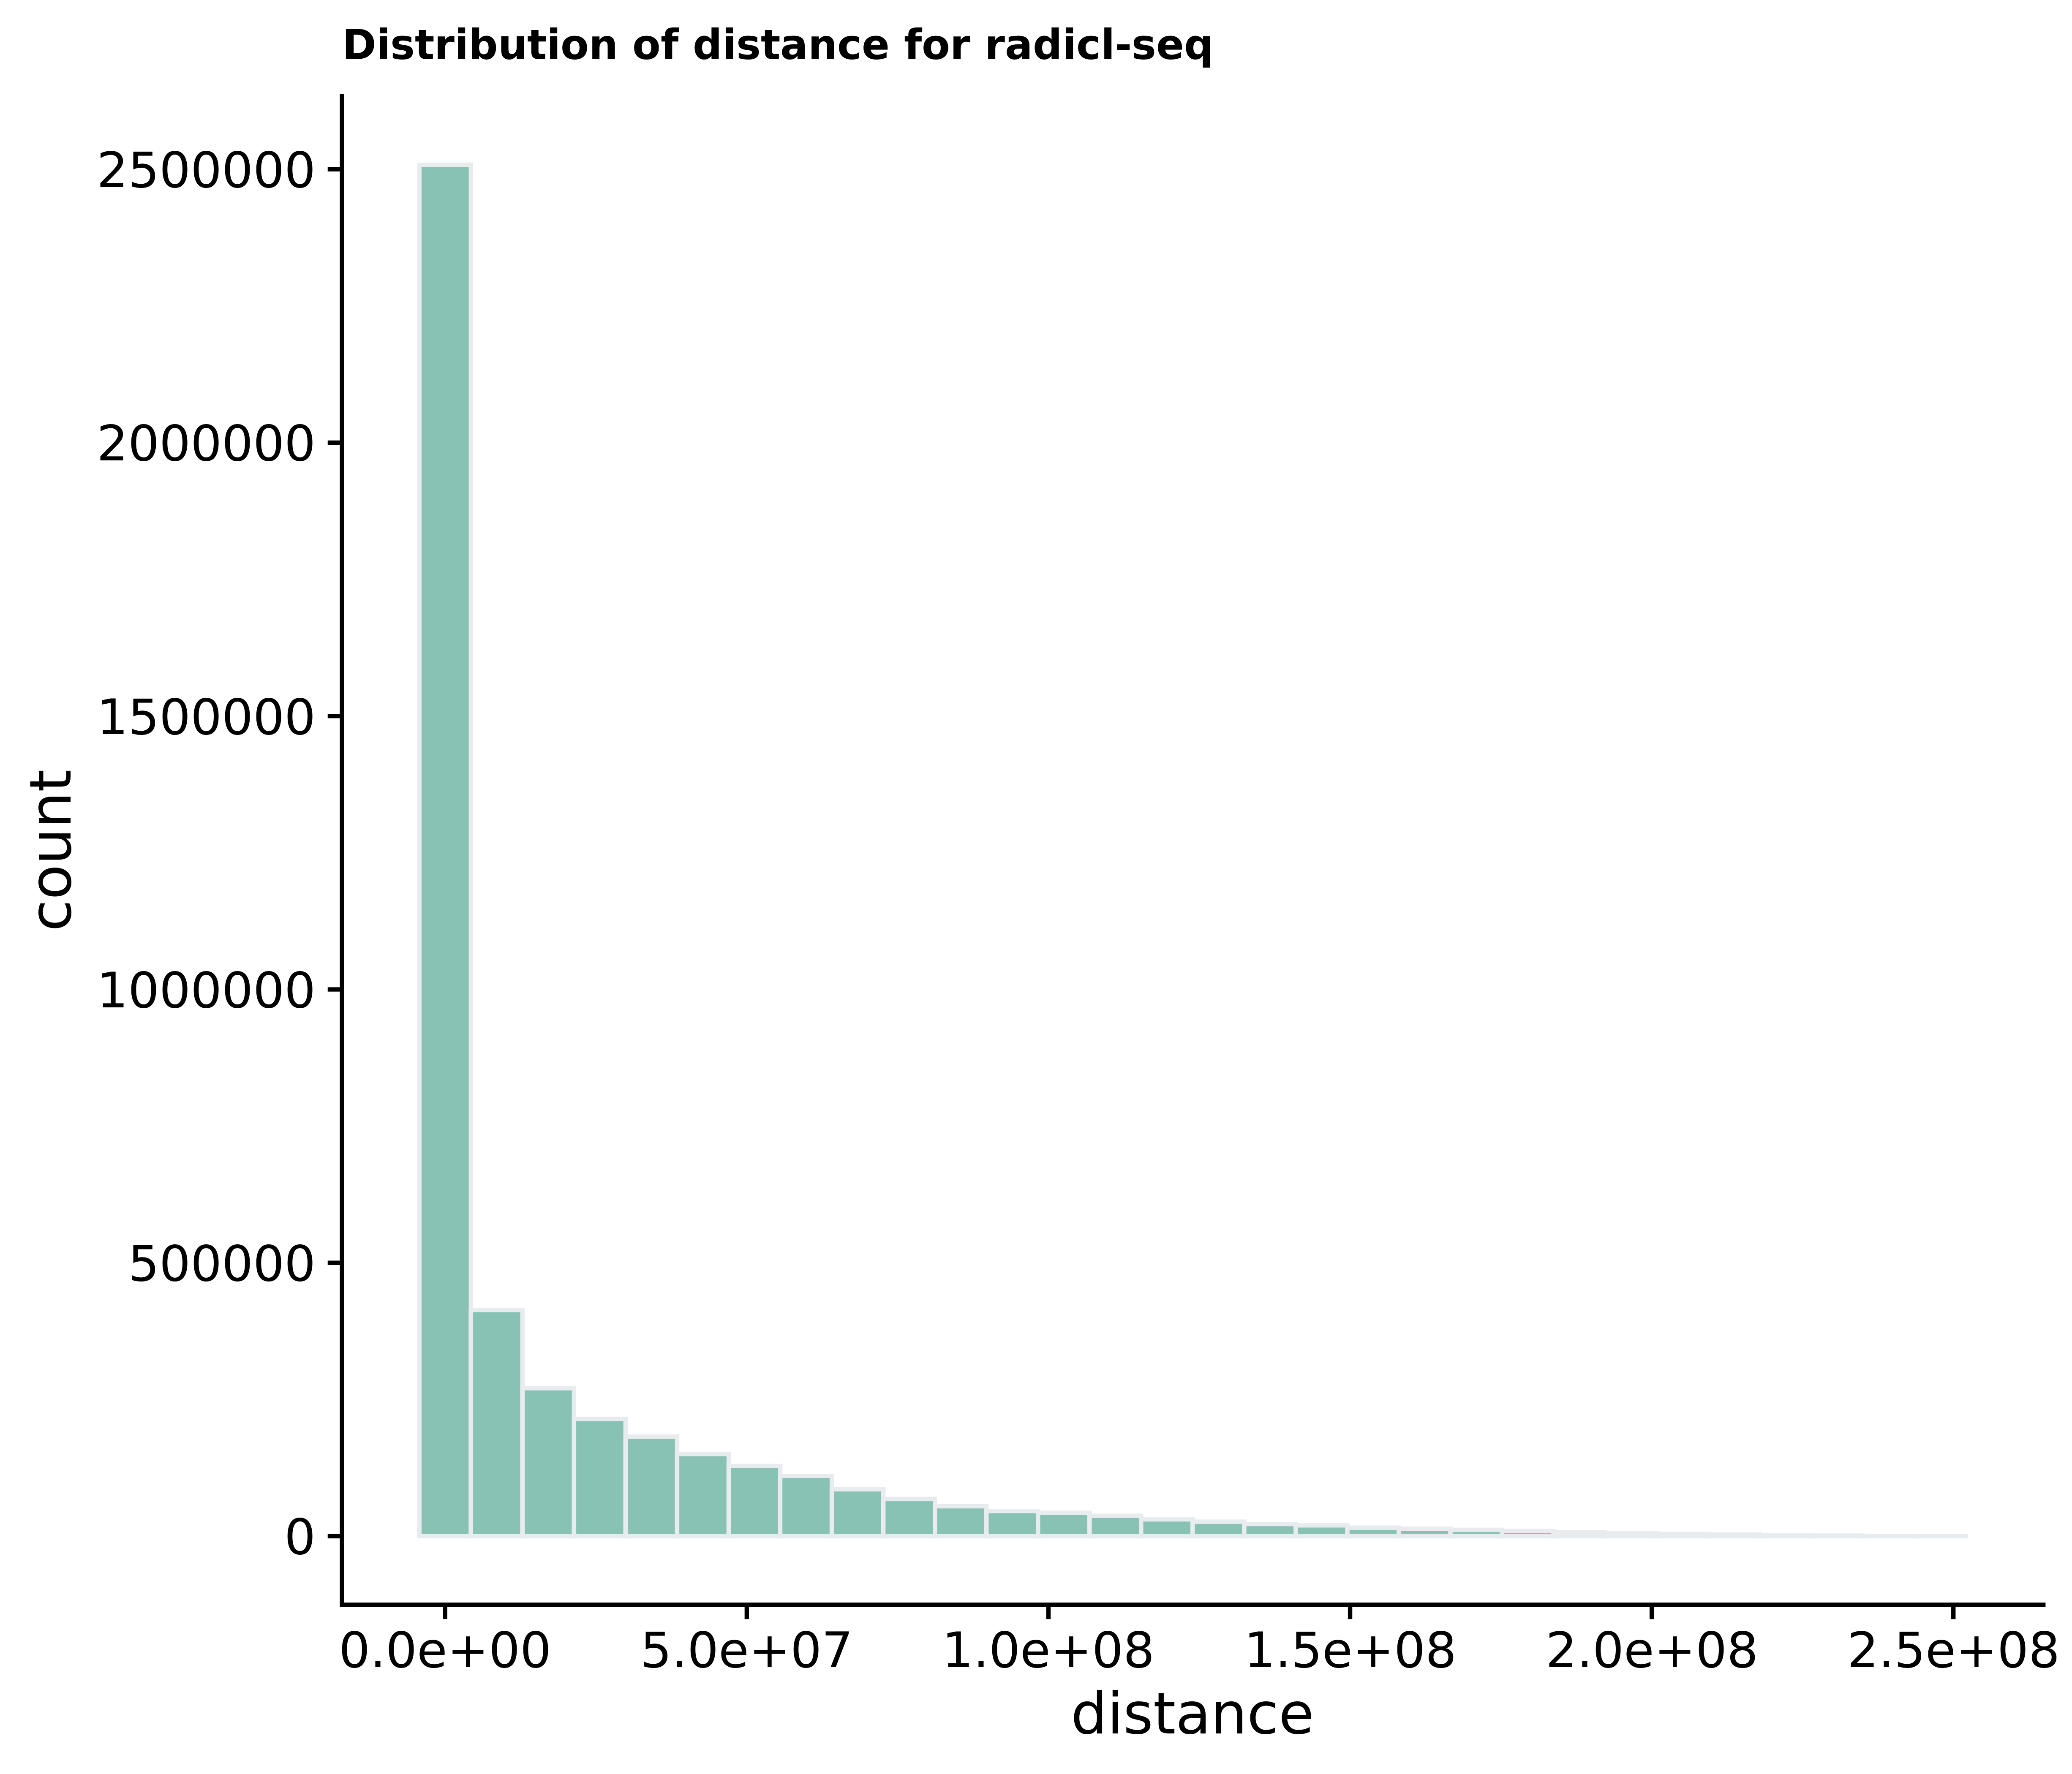 Distribution of distance for radicl-seq
2500000
2000000
1500000
1000000
500000
0
count
0.0e+00 5.0e+07 1.0e+08 1.5e+08 2.0e+08 2.5e+08
distance